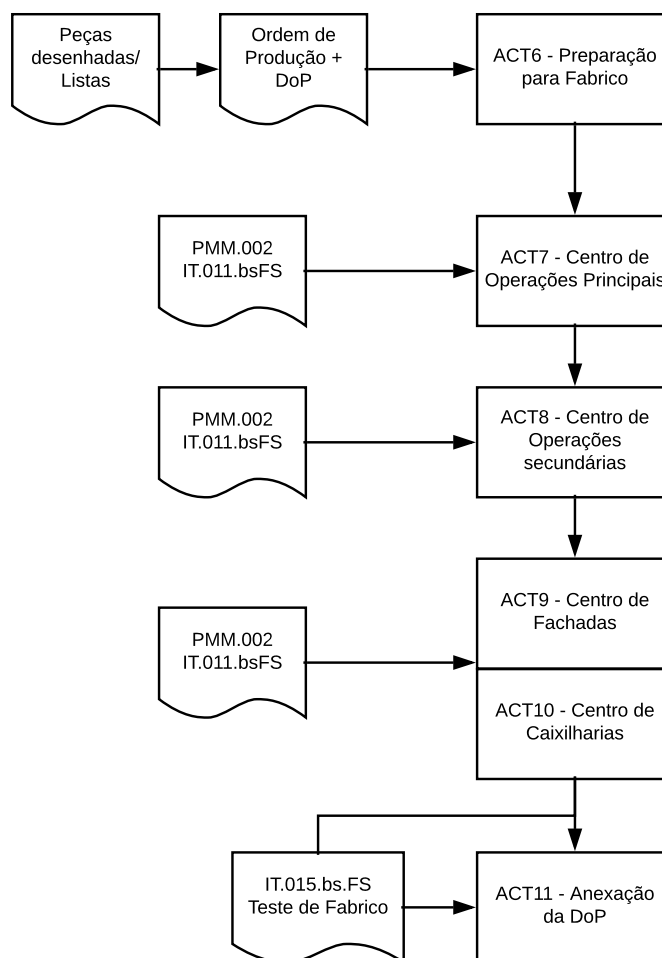 Peças
desenhadas/
Listas
Ordem de
Produção +
DoP
ACT6 - Preparação
para Fabrico
PMM.002
IT.011.bsFS
ACT7 - Centro de
Operações Principais
PMM.002
IT.011.bsFS
ACT8 - Centro de
Operações
secundárias
ACT9 - Centro de
Fachadas
PMM.002
IT.011.bsFS
ACT10 - Centro de
Caixilharias
IT.015.bs.FS
Teste de Fabrico
ACT11 - Anexação
da DoP